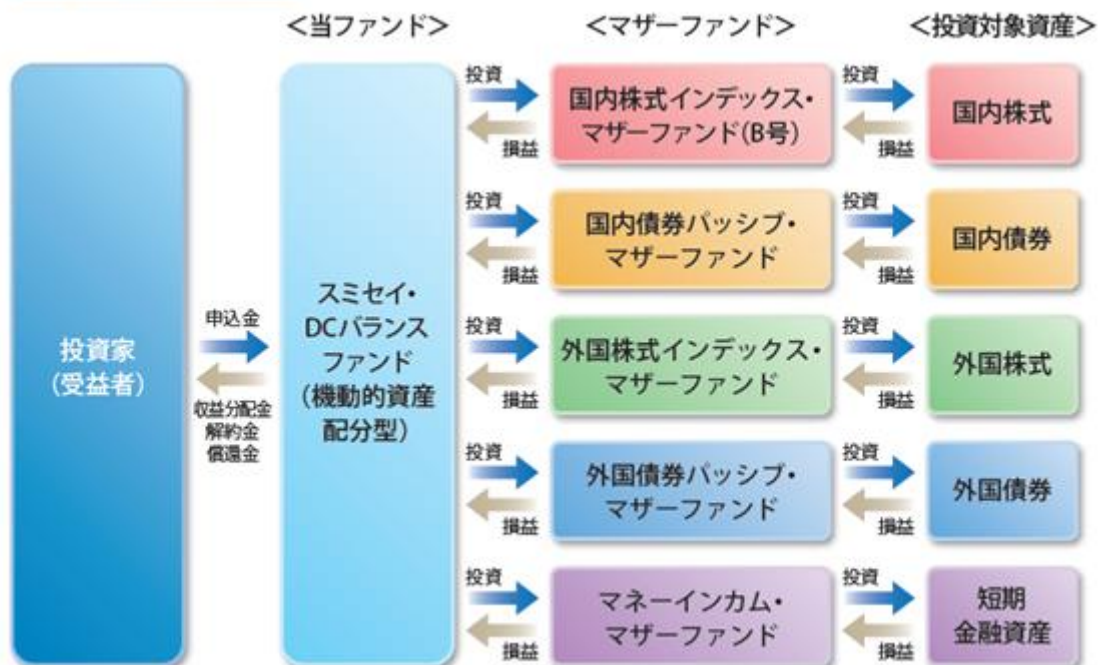 <当ファンド>
<マザーファンド>
<投資対象資産>
投資家
(受益者)
申込金
収益分配金
解約金
償還金
スミセイ・
DCバランス
ファンド
(機動的資産
配分型)
投資
損益
国内株式インデックス・
マザーファンド(B号)
投資
損益
国内株式
投資
損益
国内債券パッシブ・
マザーファンド
投資
損益
国内債券
投資
損益
外国株式インデックス・
マザーファンド
投資
損益
外国株式
投資
損益
外国債券パッシブ・
マザーファンド
投資
損益
外国債券
投資
損益
マネーインカム・
マザーファンド
投資
損益
短期
金融資産